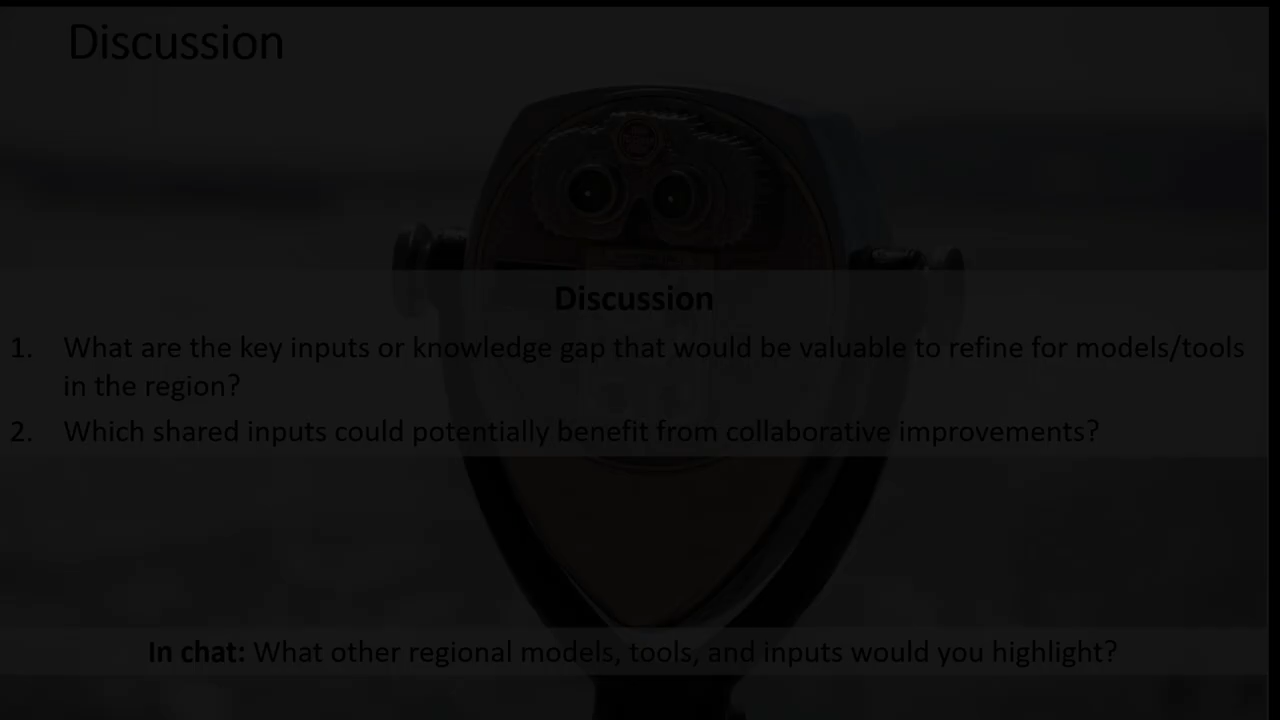 Discussion
Discussion
1. What are the key inputs or knowledge gap that would be valuable to refine for models/tools
in the region?
2. Which shared inputs could potentially benefit from collaborative improvements?
In chat: What other regional models, tools, and inputs would you highlight?